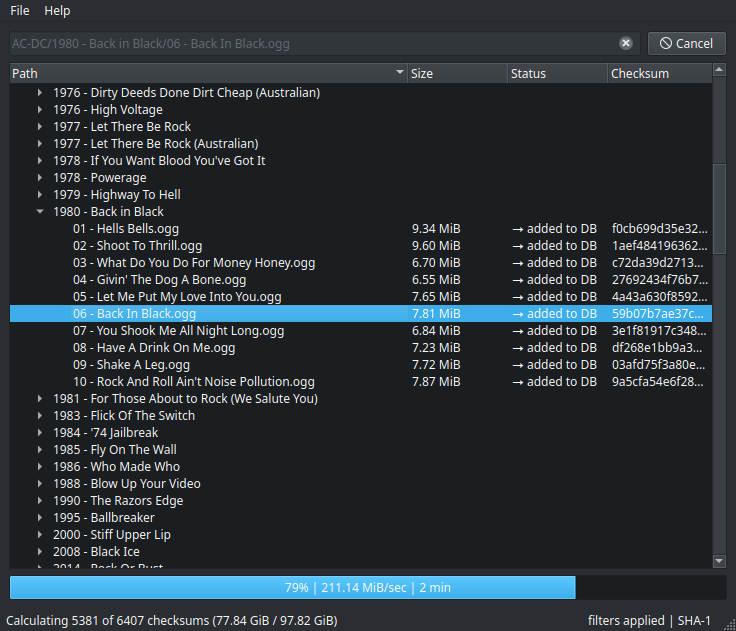 File Help
AC-DC/1980 - Back in Black/06 - Back In Black.ogg
Cancel
Path Size Status Checksum
1976 - Dirty Deeds Done Dirt Cheap (Australian)
1976 - High Voltage
1977 - Let There Be Rock
1977 - Let There Be Rock (Australian)
1978 - If You Want Blood You've Got It
1978 - Powerage
1979 - Highway To Hell
1980 - Back in Black
01 - Hells Bells.ogg 9.34 MiB → added to DB f0cb699d35e32...
02 - Shoot To Thrill.ogg 9.60 MiB → added to DB 1aef484196362...
03 - What Do You Do For Money Honey.ogg 6.70 MiB → added to DB c72da39d2713...
04 - Givin' The Dog A Bone.ogg 6.55 MiB → added to DB 27692434f76b7...
05 - Let Me Put My Love Into You.ogg 7.65 MiB → added to DB 4a43a630f8592...
06 - Back In Black.ogg 7.81 MiB → added to DB 59b07b7ae37c...
07 - You Shook Me All Night Long.ogg 6.84 MiB → added to DB 3e1f81917c348...
08 - Have A Drink On Me.ogg 7.23 MiB → added to DB df268e1bb9a3...
09 - Shake A Leg.ogg 7.72 MiB → added to DB 03afd75f3a80e...
10 - Rock And Roll Ain't Noise Pollution.ogg 7.87 MiB → added to DB 9a5cfa54e6f28...
1981 - For Those About to Rock (We Salute You)
1983 - Flick Of The Switch
1984 - '74 Jailbreak
1985 - Fly On The Wall
1986 - Who Made Who
1988 - Blow Up Your Video
1990 - The Razors Edge
1995 - Ballbreaker
2000 - Stiff Upper Lip
2008 - Black Ice
2014 - Rock Or Bust
79% | 211.14 MiB/sec | 2 min
Calculating 5381 of 6407 checksums (77.84 GiB / 97.82 GiB) filters applied | SHA-1